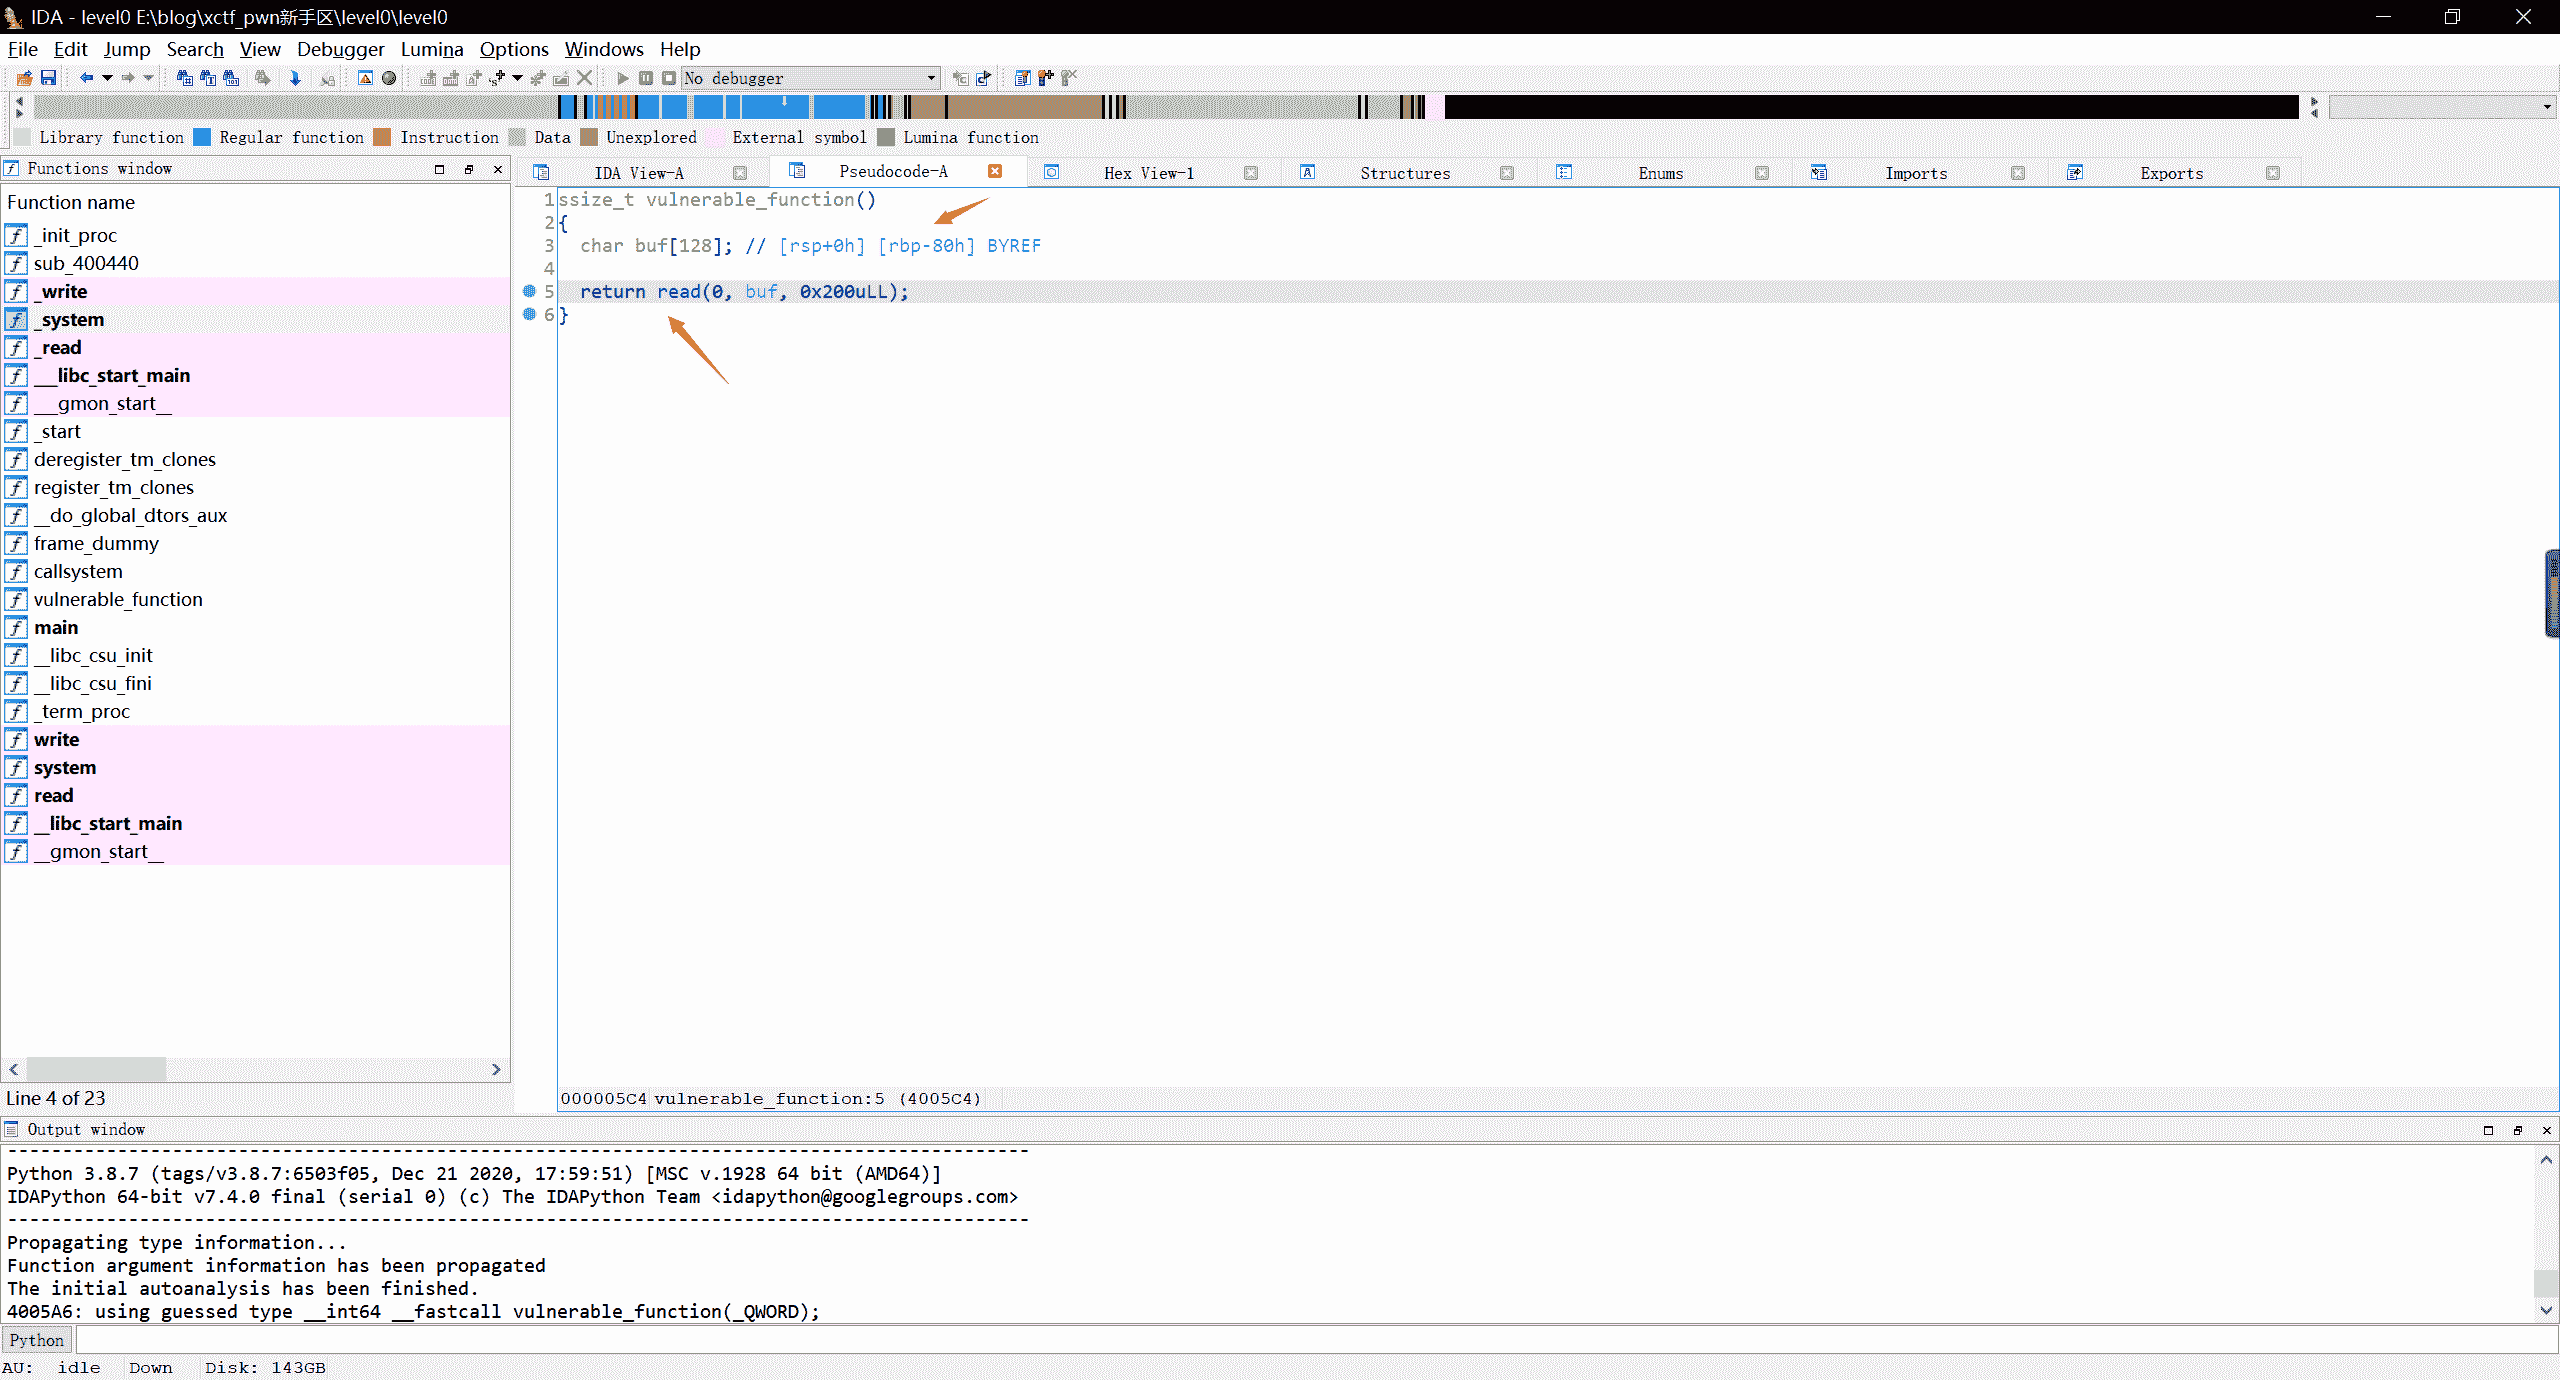 IDA - level0 E:\blog\xctf_pwn新手区\level0\level0
File Edit Jump Search View Debugger Lumina Options Windows Help
No debugger
Library function Regular function Instruction Data Unexplored External symbol Lumina function
Functions window
IDA View-A Pseudocode-A Hex View-1 Structures Enums Imports Exports
Function name
_init_proc
sub_400440
_write
_system
_read
___libc_start_main
___gmon_start__
_start
deregister_tm_clones
register_tm_clones
__do_global_dtors_aux
frame_dummy
callsystem
vulnerable_function
main
__libc_csu_init
__libc_csu_fini
_term_proc
write
system
read
__libc_start_main
__gmon_start__
Line 4 of 23
1 ssize_t vulnerable_function()
2 {
3 char buf[128]; // [rsp+0h] [rbp-80h] BYREF
4
5 return read(0, buf, 0x200uLL);
6 }
000005C4 vulnerable_function:5 (4005C4)
Output window
---------------------------------------------------------------------------------------------
Python 3.8.7 (tags/v3.8.7:6503f05, Dec 21 2020, 17:59:51) [MSC v.1928 64 bit (AMD64)]
IDAPython 64-bit v7.4.0 final (serial 0) (c) The IDAPython Team <idapython@googlegroups.com>
---------------------------------------------------------------------------------------------
Propagating type information...
Function argument information has been propagated
The initial autoanalysis has been finished.
4005A6: using guessed type __int64 __fastcall vulnerable_function(_QWORD);
Python
AU: idle Down Disk: 143GB